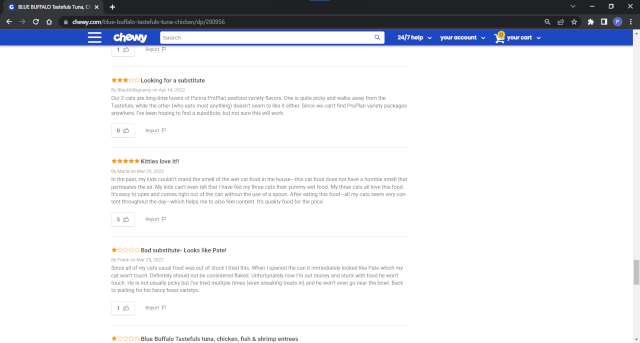 BLUE BUFFALO Tastefuls Tuna, Ch
chewy.com/blue-buffalo-tastefuls-tuna-chicken/dp/290956
chewy
Search
24/7 help
your account
your cart
1
Report
Looking for a substitute
on Apr 14, 2022
Our 2 cats are long time lovers of Purina ProPlan seafood variety flavors. One is quite picky and walks away from the
Tastefuls, while the other (who eats most anything) doesn't seem to like it either. Since we can't find ProPlan variety packages
anywhere, I've been hoping to find a substitute, but not sure this will work.
0
Report
Kitties love it!!
By Marla on Mar 25, 2022
In the past, my kids couldn't stand the smell of the wet cat food in the house—this cat food does not have a horrible smell that
permeates the air. My kids can't even tell that I have fed my three cats their yummy wet food. My three cats all love this food.
It's easy to open and comes right out of the can without the use of a spoon. After eating this food—all my cats seem very con-
tent throughout the day—which helps me to also feel content. It's quality food for the price.
5
Report
Bad substitute- Looks like Pate!
By Frank on Mar 23, 2022
Since all of my cats usual food was out of stock I tried this. When I opened the can it immediately looked like Pate which my
cat won't touch. Definitely should not be considered flaked. Unfortunately now I'm out money and stuck with food he won't
touch. He is not usually picky but I've tried multiple times (even sneaking treats in) and he won't even go near the bowl. Back
to waiting for his fancy feast varietys.
1
Report
Blue Buffalo Tastefuls tuna, chicken, fish & shrimp entrees